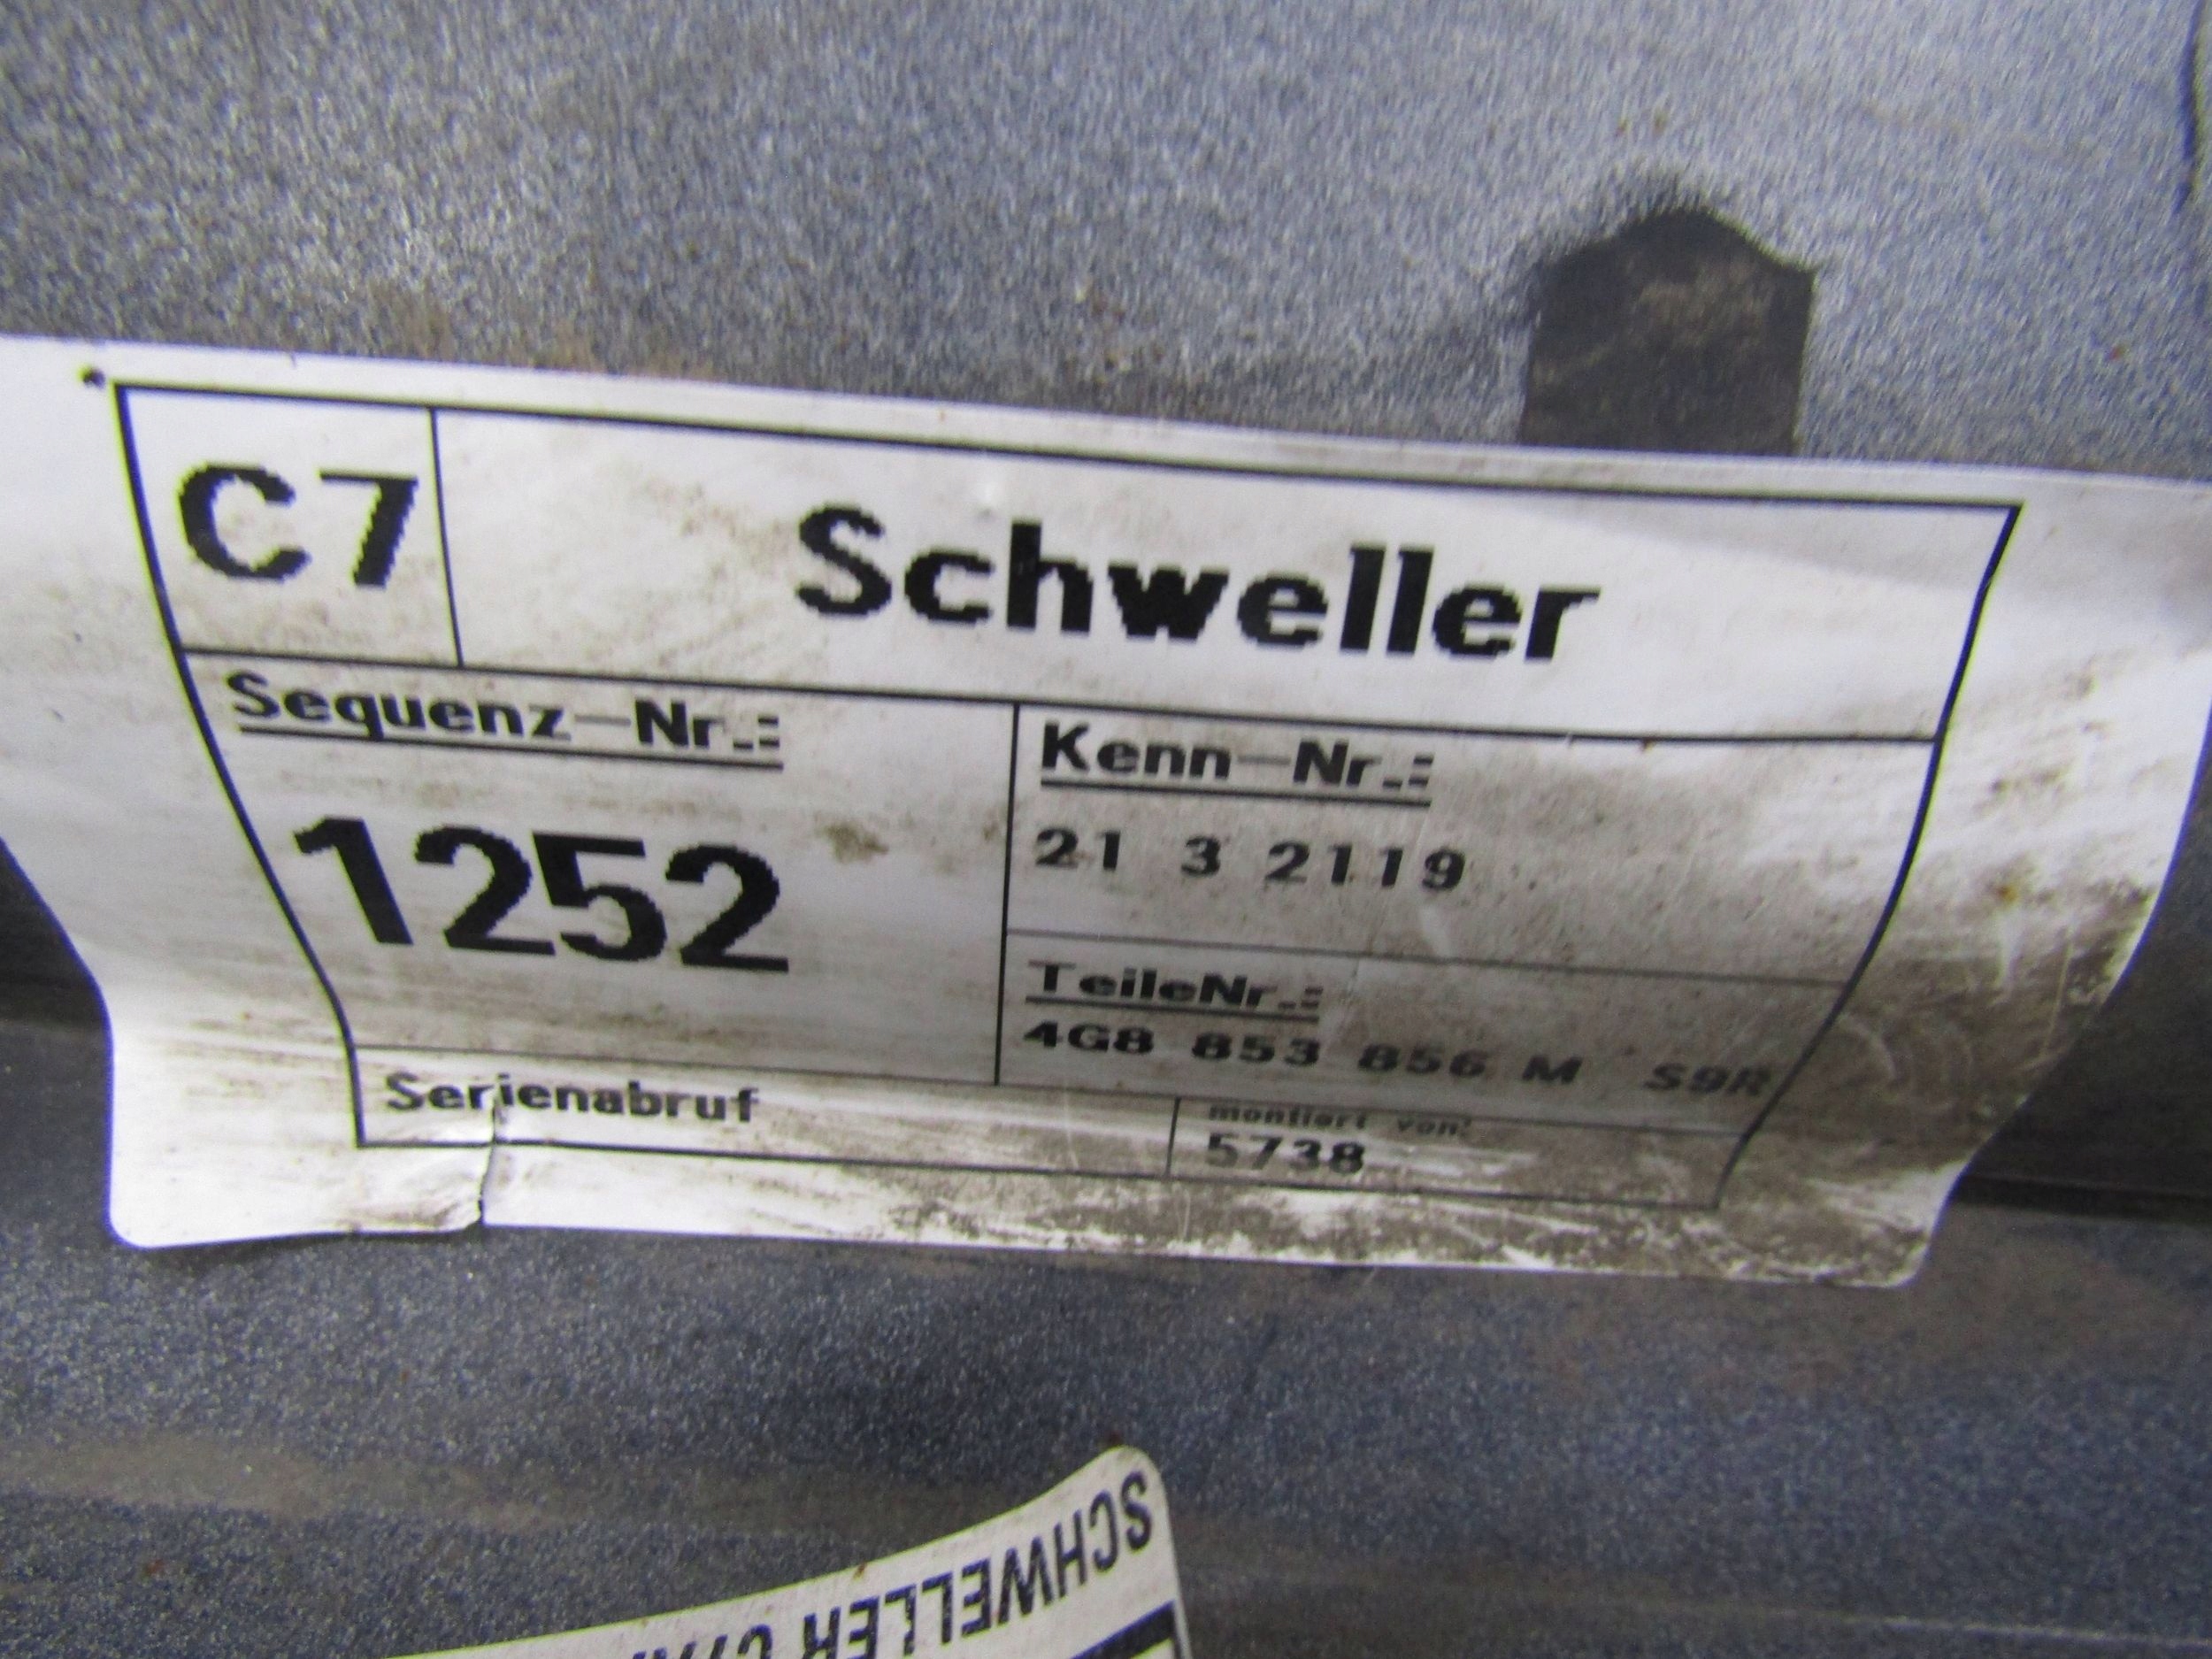 C7
Schweller
Sequenz-Nr.:
1252
Kenn-Nr.:
21 3 2119
TeileNr.:
4G8 853 856 M S9R
Serienabruf
montiert von:
5738
SCHWELLER